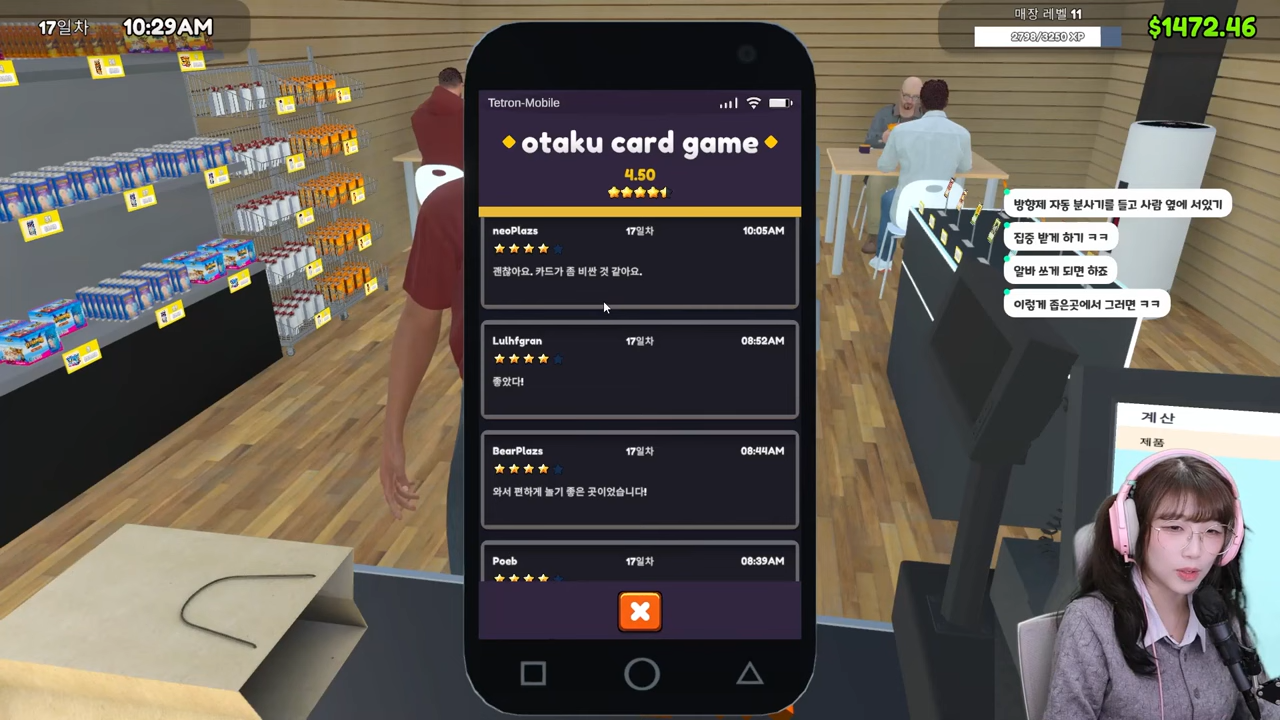 17일차 10:29AM
매장 레벨 11
2798/3250 XP
$1472.46
Tetron-Mobile
otaku card game
4.50
neoPlazs 17일차 10:05AM
괜찮아요. 카드가 좀 비싼 것 같아요.
Lulhfgran 17일차 08:52AM
좋았다!
BearPlazs 17일차 08:44AM
와서 편하게 놀기 좋은 곳이었습니다!
Poeb 17일차 08:39AM
방향제 자동 분사기를 들고 사람 옆에 서있기
집중 받게 하기 ㅋㅋ
알바 쓰게 되면 하죠
이렇게 좁은곳에서 그러면 ㅋㅋ
계산
제품